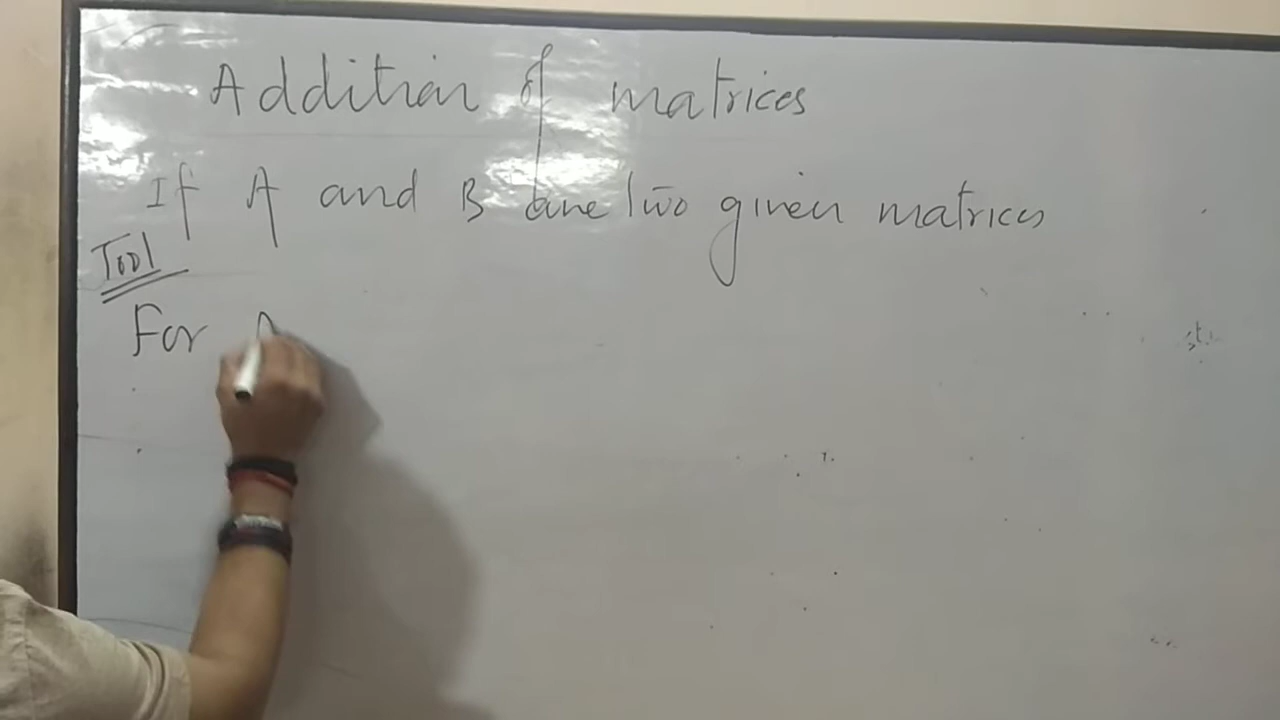 Addition of matrices
If A and B are two given matrices
Tool
For A